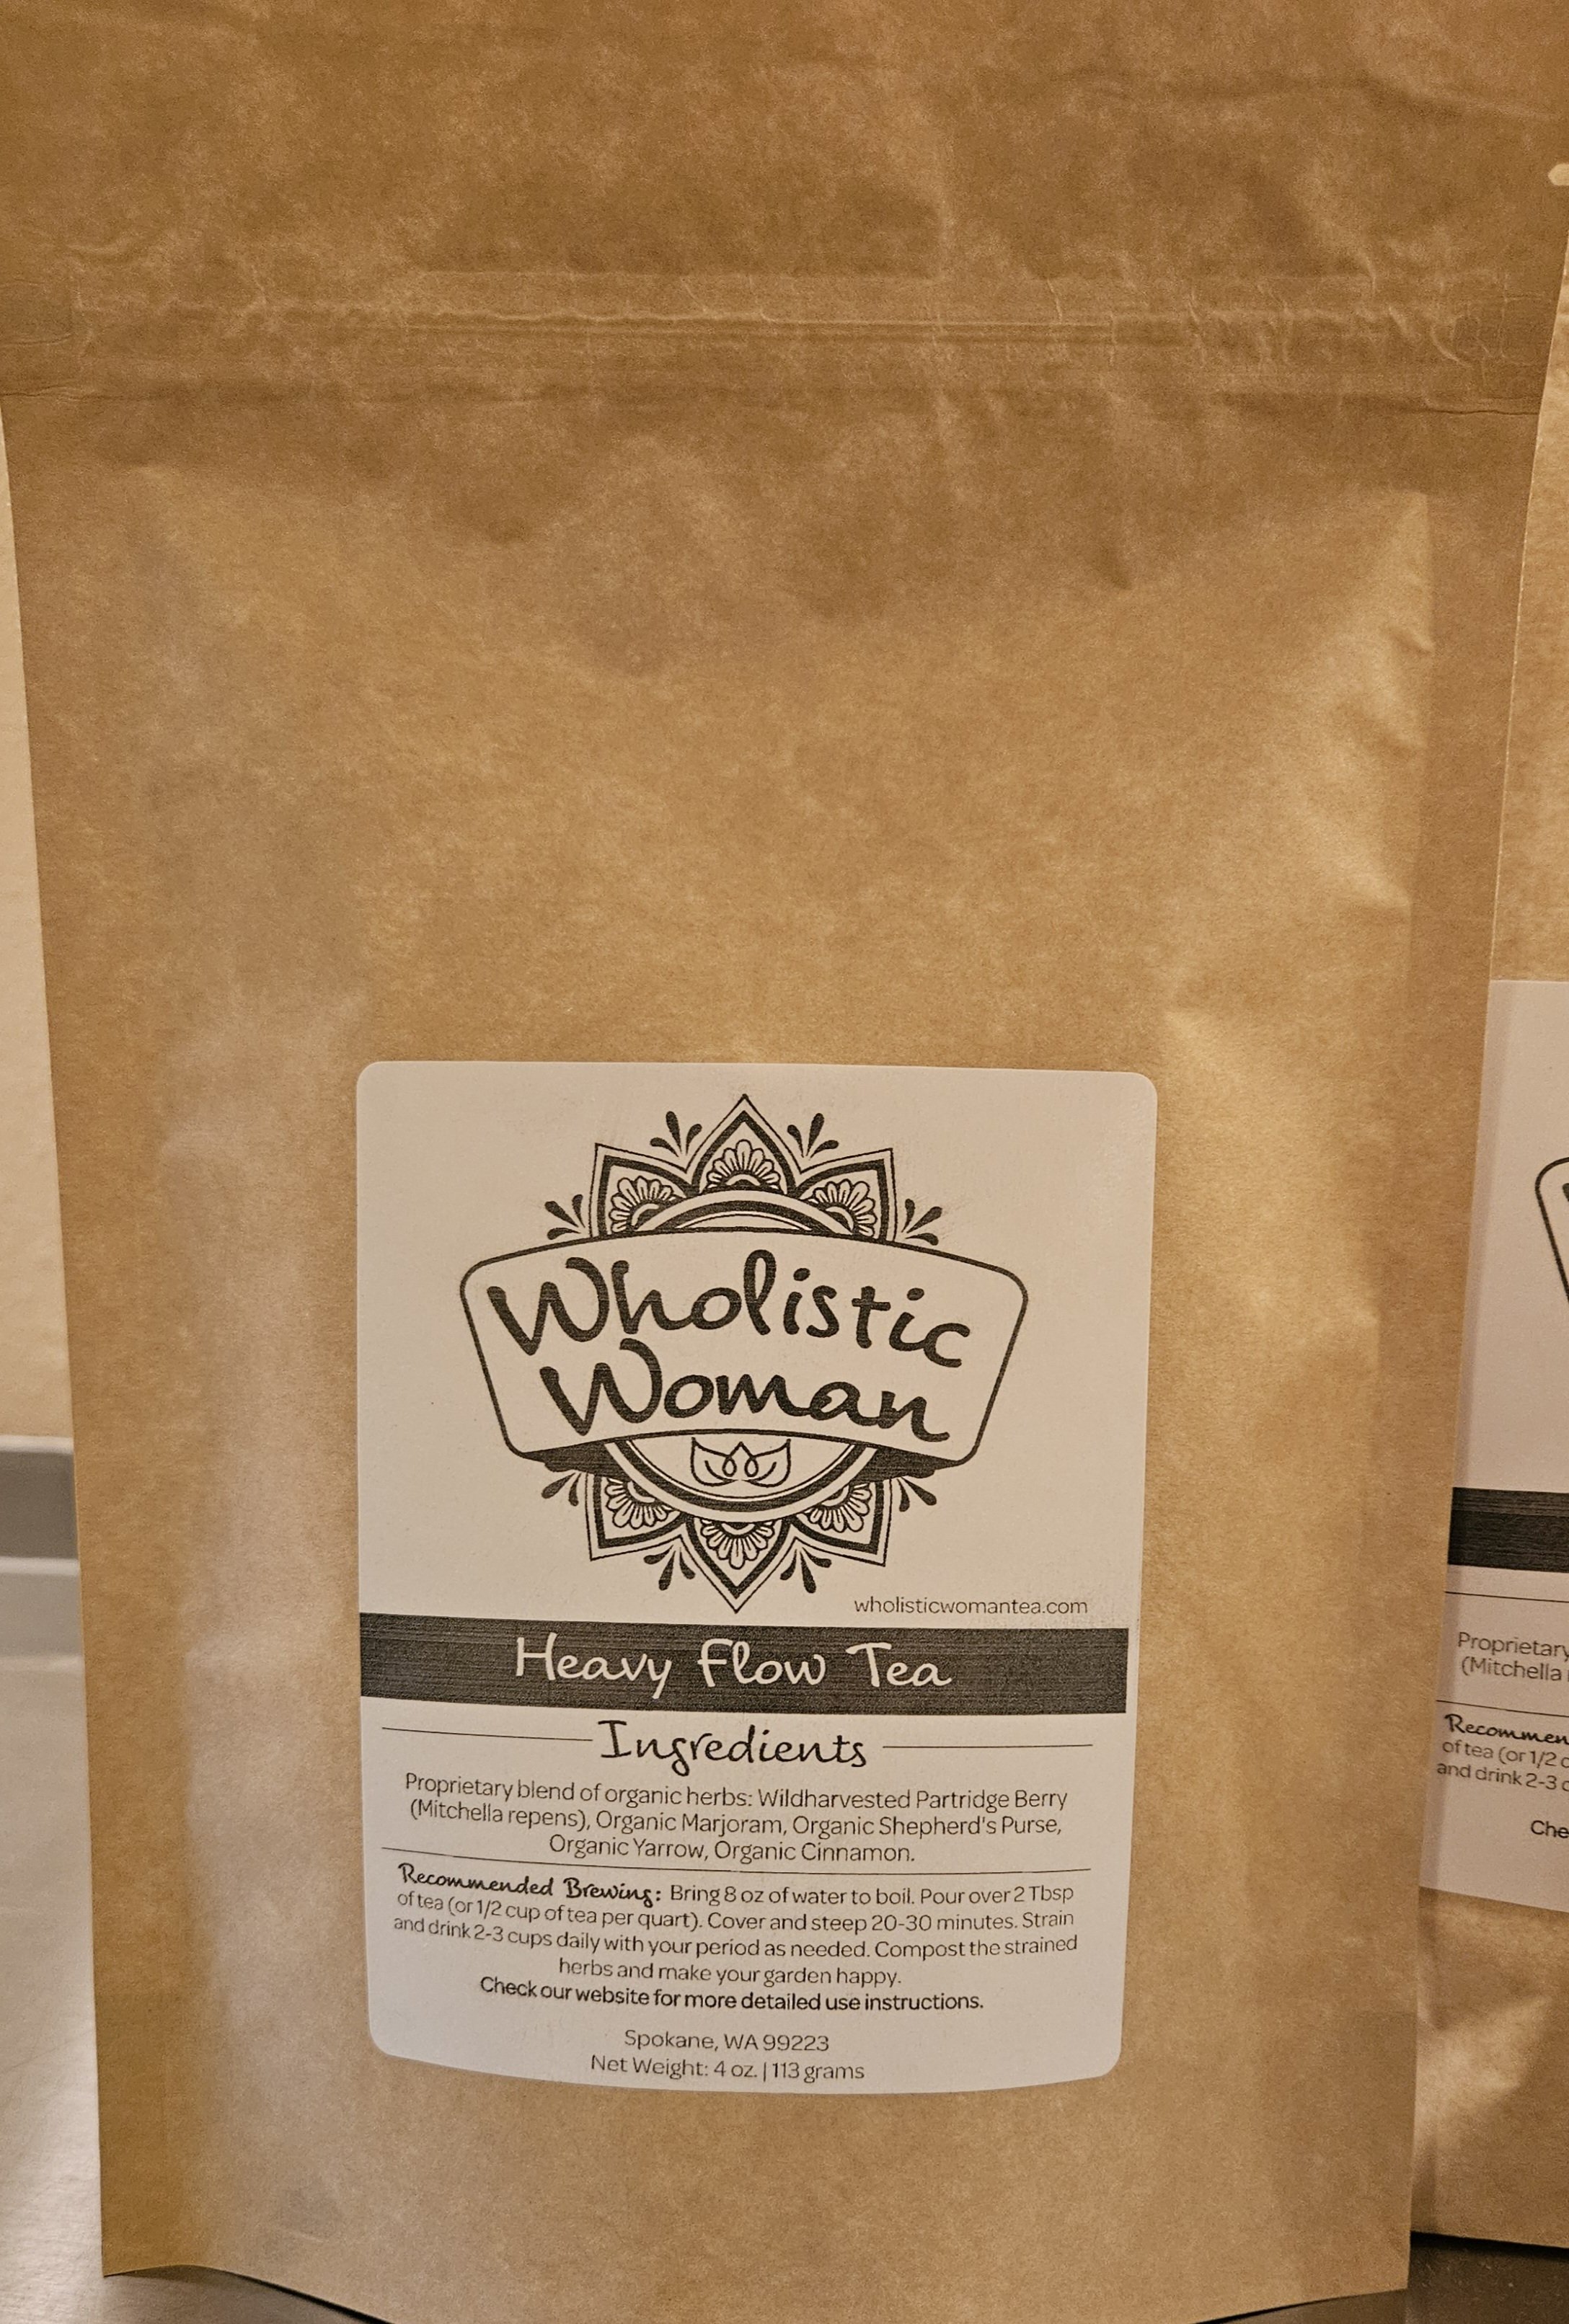 Wholistic
Woman
wholisticwomantea.com
Heavy Flow Tea
Ingredients
Proprietary blend of organic herbs: Wildharvested Partridge Berry
(Mitchella repens), Organic Marjoram, Organic Shepherd's Purse,
Organic Yarrow, Organic Cinnamon.
Recommended Brewing: Bring 8 oz of water to boil. Pour over 2 Tbsp
of tea (or 1/2 cup of tea per quart). Cover and steep 20-30 minutes. Strain
and drink 2-3 cups daily with your period as needed. Compost the strained
herbs and make your garden happy.
Check our website for more detailed use instructions.
Spokane, WA 99223
Net Weight: 4 oz. | 113 grams
Proprietary
(Mitchella
of tea (or 1/2
and drink 2-3